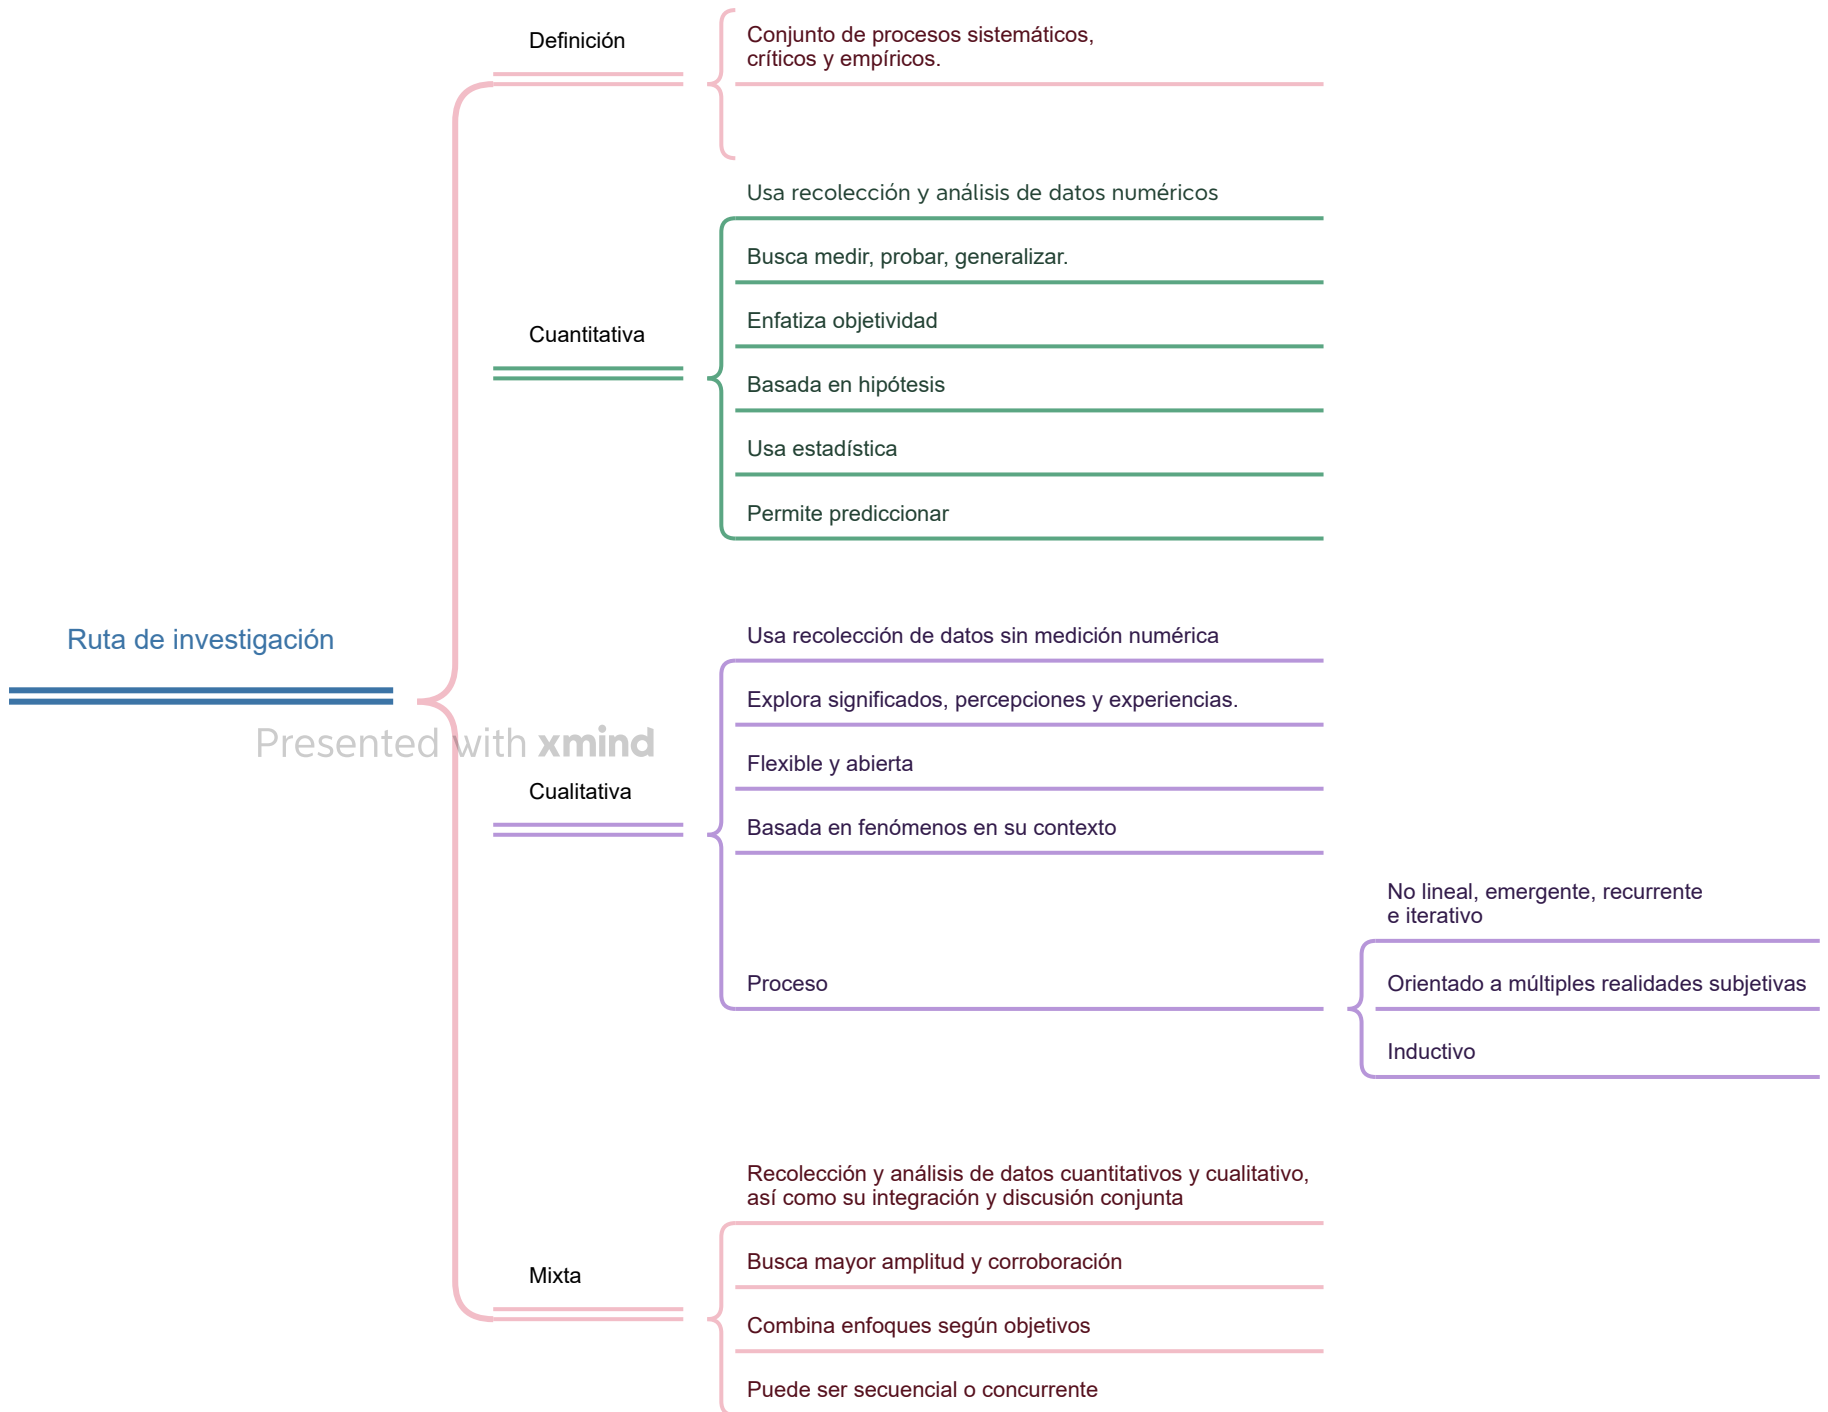 Ruta de investigación
Definición
Conjunto de procesos sistemáticos,
críticos y empíricos.
Cuantitativa
Usa recolección y análisis de datos numéricos
Busca medir, probar, generalizar.
Enfatiza objetividad
Basada en hipótesis
Usa estadística
Permite prediccionar
Cualitativa
Usa recolección de datos sin medición numérica
Explora significados, percepciones y experiencias.
Flexible y abierta
Basada en fenómenos en su contexto
Proceso
No lineal, emergente, recurrente
e iterativo
Orientado a múltiples realidades subjetivas
Inductivo
Mixta
Recolección y análisis de datos cuantitativos y cualitativo,
así como su integración y discusión conjunta
Busca mayor amplitud y corroboración
Combina enfoques según objetivos
Puede ser secuencial o concurrente
Presented with xmind